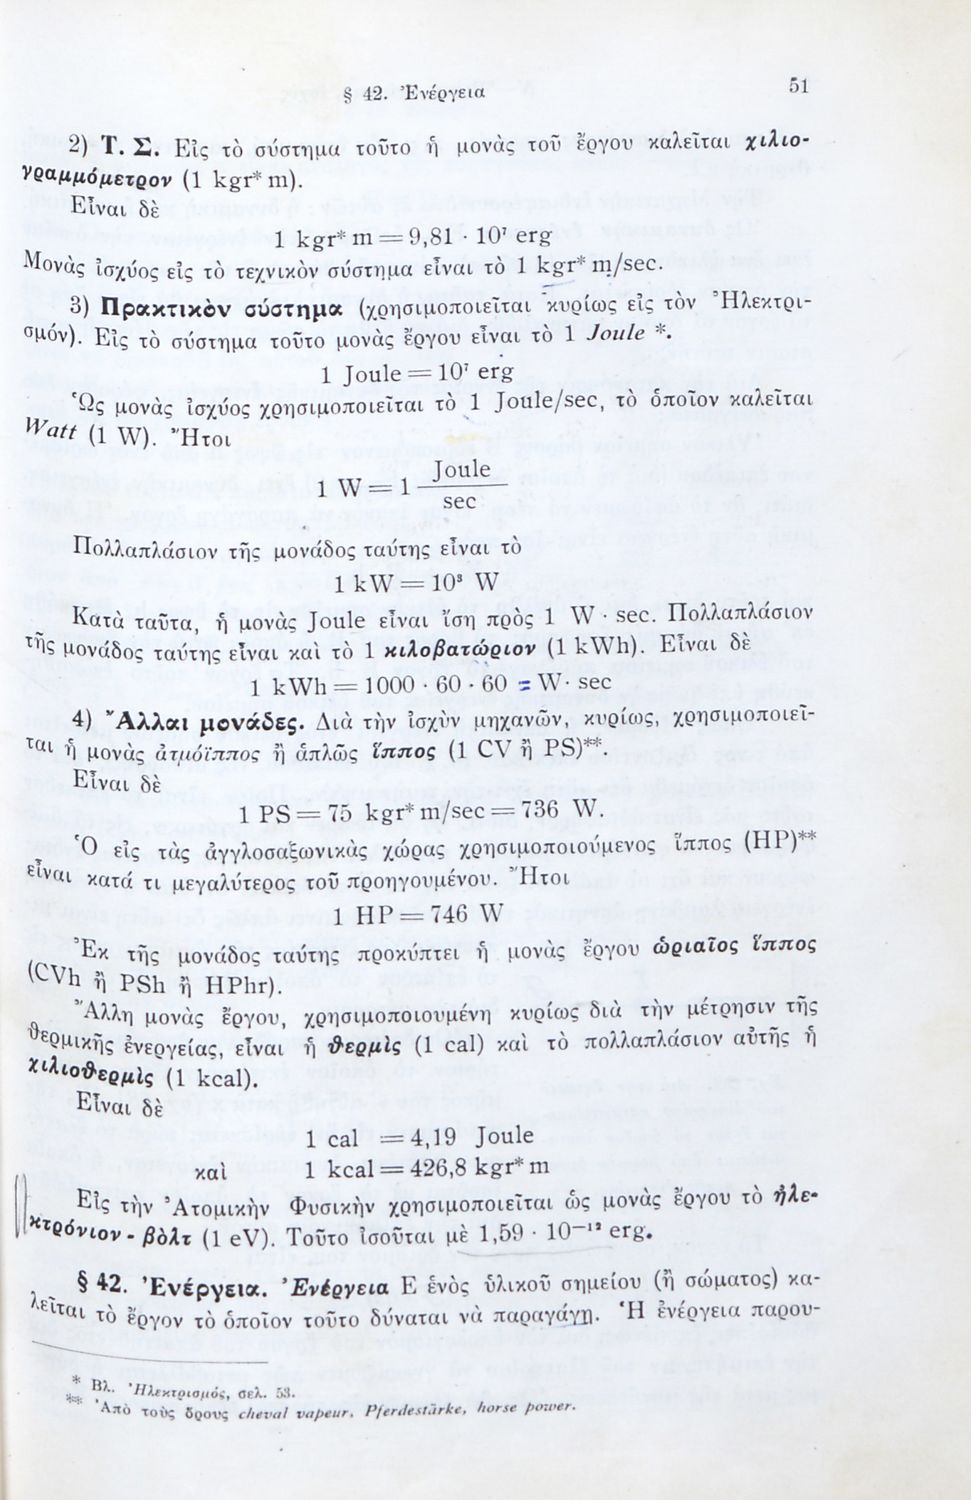 § 42. Ἐνέργεια 51
2) Τ. Σ. Εἰς τὸ σύστημα τοῦτο ἡ μονὰς τοῦ ἔργου καλεῖται χιλιο-
γραμμόμετρον (1 kgr* m).
Εἶναι δὲ
1 kgr* m = 9,81 · 10⁷ erg
Μονὰς ἰσχύος εἰς τὸ τεχνικὸν σύστημα εἶναι τὸ 1 kgr* m/sec.
3) Πρακτικὸν σύστημα (χρησιμοποιεῖται κυρίως εἰς τὸν Ἠλεκτρι-
σμόν). Εἰς τὸ σύστημα τοῦτο μονὰς ἔργου εἶναι τὸ 1 Joule *.
1 Joule = 10⁷ erg
Ὡς μονὰς ἰσχύος χρησιμοποιεῖται τὸ 1 Joule/sec, τὸ ὁποῖον καλεῖται
Watt (1 W). Ἤτοι
1 W = 1 Joule
sec
Πολλαπλάσιον τῆς μονάδος ταύτης εἶναι τὸ
1 kW = 10³ W
Κατὰ ταῦτα, ἡ μονὰς Joule εἶναι ἴση πρὸς 1 W · sec. Πολλαπλάσιον
τῆς μονάδος ταύτης εἶναι καὶ τὸ 1 κιλοβατώριον (1 kWh). Εἶναι δὲ
1 kWh = 1000 · 60 · 60 = W · sec
4) Ἄλλαι μονάδες. Διὰ τὴν ἰσχὺν μηχανῶν, κυρίως, χρησιμοποιεῖ-
ται ἡ μονὰς ἀτμόϊππος ἢ ἁπλῶς ἵππος (1 CV ἢ PS)**.
Εἶναι δὲ
1 PS = 75 kgr* m/sec = 736 W.
Ὁ εἰς τὰς ἀγγλοσαξωνικὰς χώρας χρησιμοποιούμενος ἵππος (HP)**
εἶναι κατά τι μεγαλύτερος τοῦ προηγουμένου. Ἤτοι
1 HP = 746 W
Ἐκ τῆς μονάδος ταύτης προκύπτει ἡ μονὰς ἔργου ὡριαῖος ἵππος
(CVh ἢ PSh ἢ HPhr).
Ἄλλη μονὰς ἔργου, χρησιμοποιουμένη κυρίως διὰ τὴν μέτρησιν τῆς
θερμικῆς ἐνεργείας, εἶναι ἡ θερμὶς (1 cal) καὶ τὸ πολλαπλάσιον αὐτῆς ἡ
χιλιοθερμὶς (1 kcal).
Εἶναι δὲ
1 cal = 4,19 Joule
καὶ 1 kcal = 426,8 kgr* m
Εἰς τὴν Ἀτομικὴν Φυσικὴν χρησιμοποιεῖται ὡς μονὰς ἔργου τὸ ἠλε-
κτρόνιον - βὸλτ (1 eV). Τοῦτο ἰσοῦται μὲ 1,59 · 10⁻¹² erg.
§ 42. Ἐνέργεια. Ἐνέργεια Ε ἑνὸς ὑλικοῦ σημείου (ἢ σώματος) κα-
λεῖται τὸ ἔργον τὸ ὁποῖον τοῦτο δύναται νὰ παραγάγῃ. Ἡ ἐνέργεια παρου-
* Βλ. Ἠλεκτρισμός, σελ. 53.
** Ἀπὸ τοὺς ὅρους cheval vapeur, Pferdestärke, horse power.